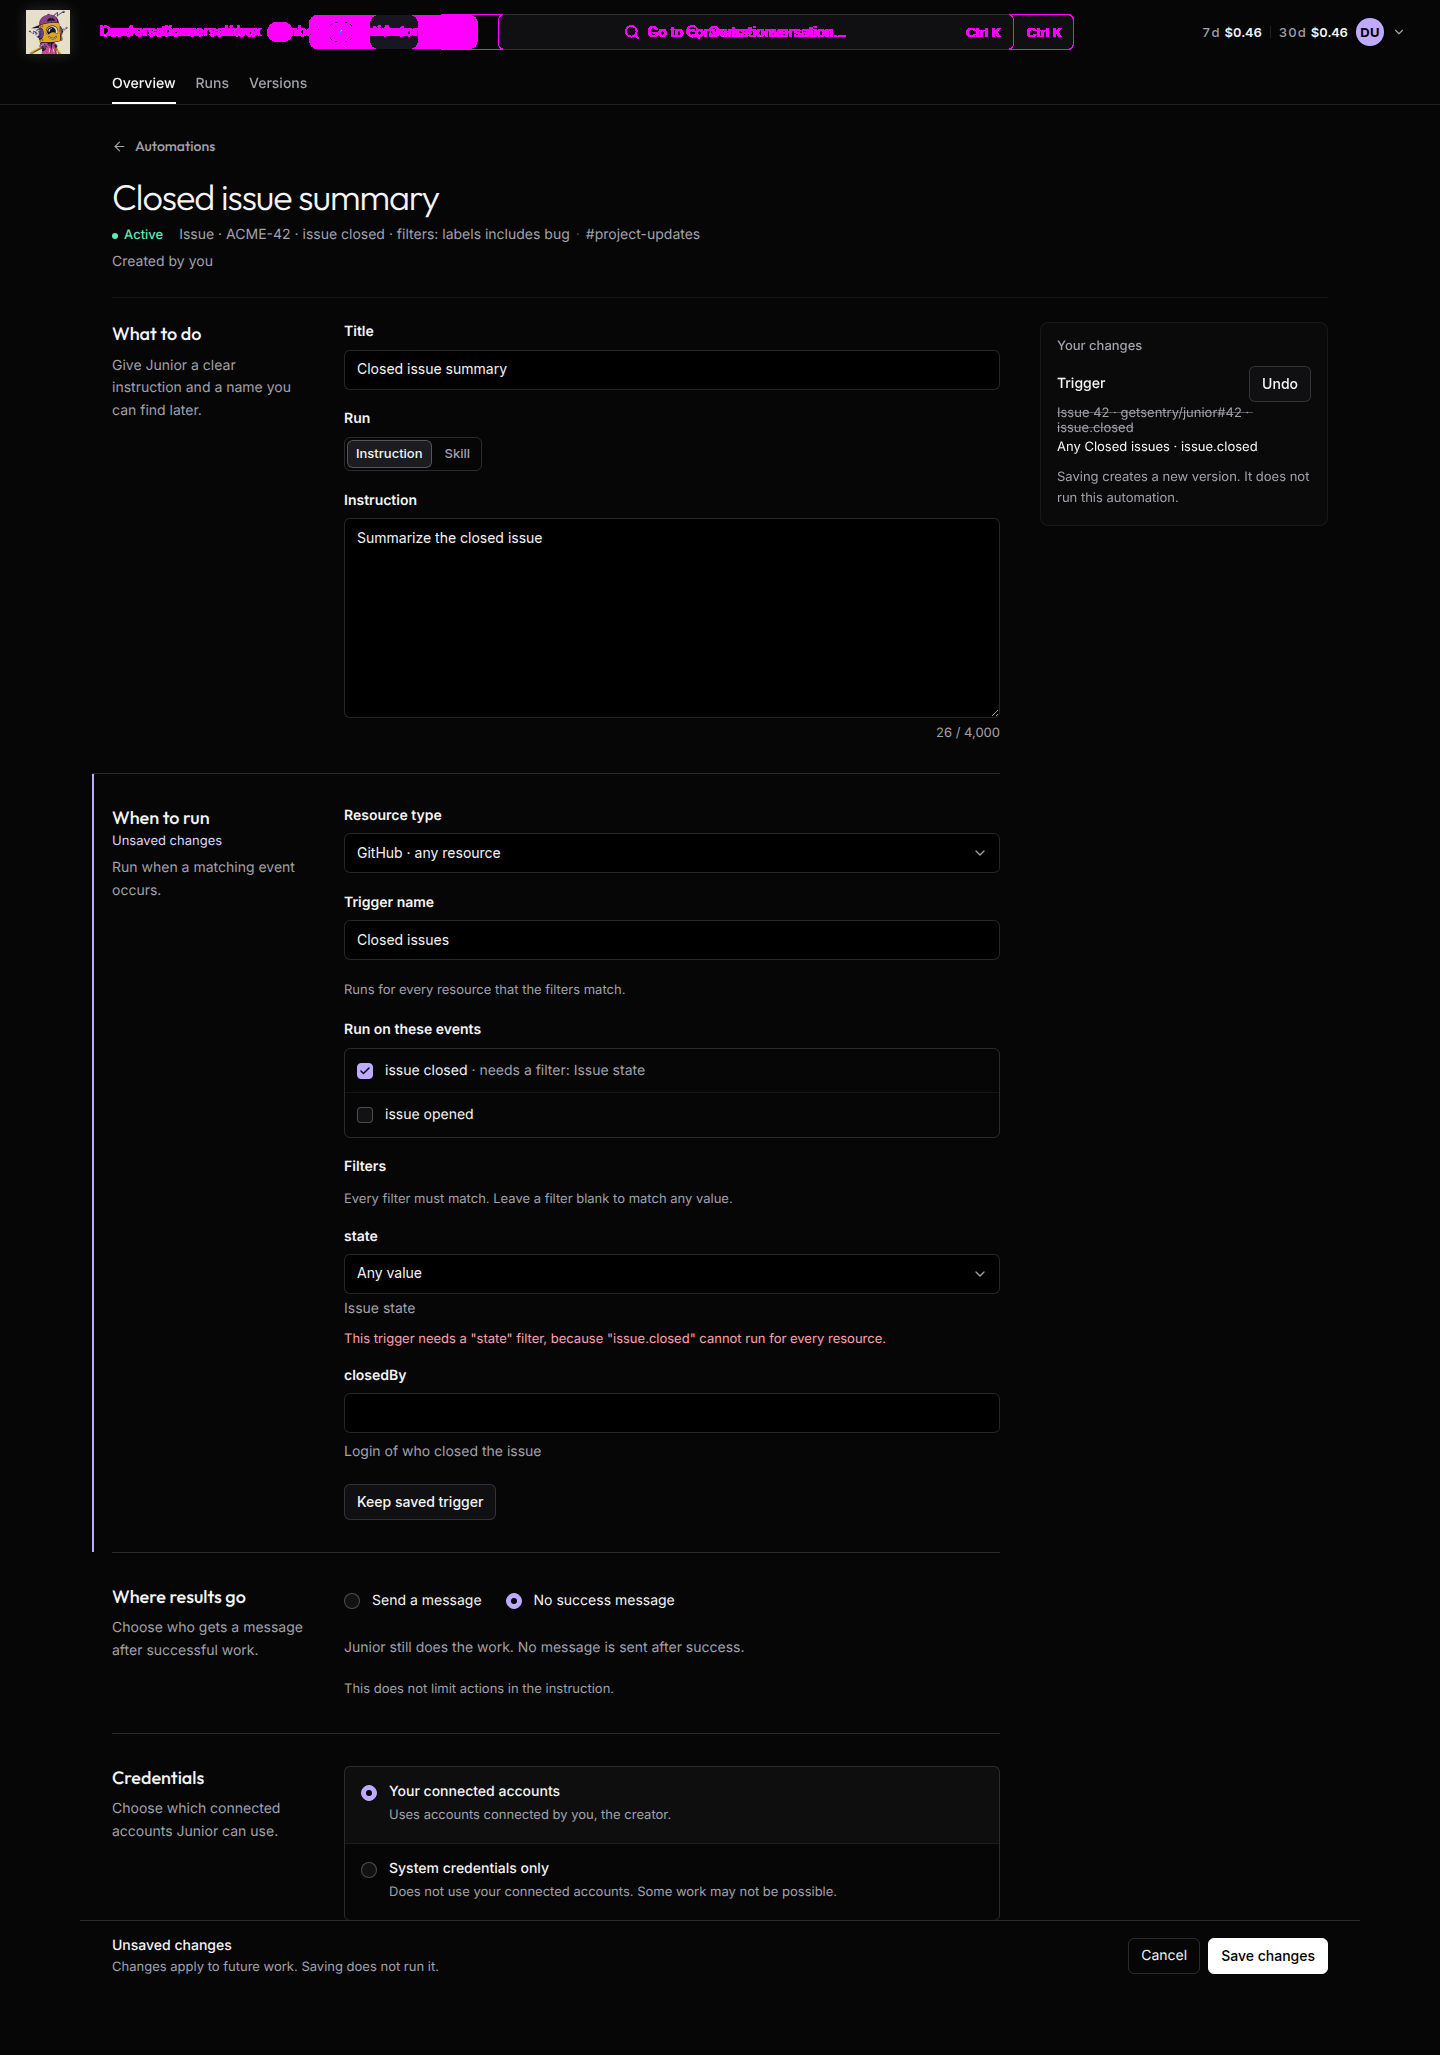 Go to
Ctrl K
Ctrl K
7d $0.46
30d $0.46
DU
Overview
Runs
Versions
Automations
Closed issue summary
Active Issue · ACME-42 · issue closed · filters: labels includes bug · #project-updates
Created by you
What to do
Give Junior a clear
instruction and a name you
can find later.
Title
Closed issue summary
Run
Instruction
Skill
Instruction
Summarize the closed issue
26 / 4,000
Your changes
Trigger
Undo
Issue 42 · getsentry/junior#42 ·
issue.closed
Any Closed issues · issue.closed
Saving creates a new version. It does not
run this automation.
When to run
Unsaved changes
Run when a matching event
occurs.
Resource type
GitHub · any resource
Trigger name
Closed issues
Runs for every resource that the filters match.
Run on these events
issue closed · needs a filter: Issue state
issue opened
Filters
Every filter must match. Leave a filter blank to match any value.
state
Any value
Issue state
This trigger needs a "state" filter, because "issue.closed" cannot run for every resource.
closedBy
Login of who closed the issue
Keep saved trigger
Where results go
Choose who gets a message
after successful work.
Send a message
No success message
Junior still does the work. No message is sent after success.
This does not limit actions in the instruction.
Credentials
Choose which connected
accounts Junior can use.
Your connected accounts
Uses accounts connected by you, the creator.
System credentials only
Does not use your connected accounts. Some work may not be possible.
Unsaved changes
Changes apply to future work. Saving does not run it.
Cancel
Save changes